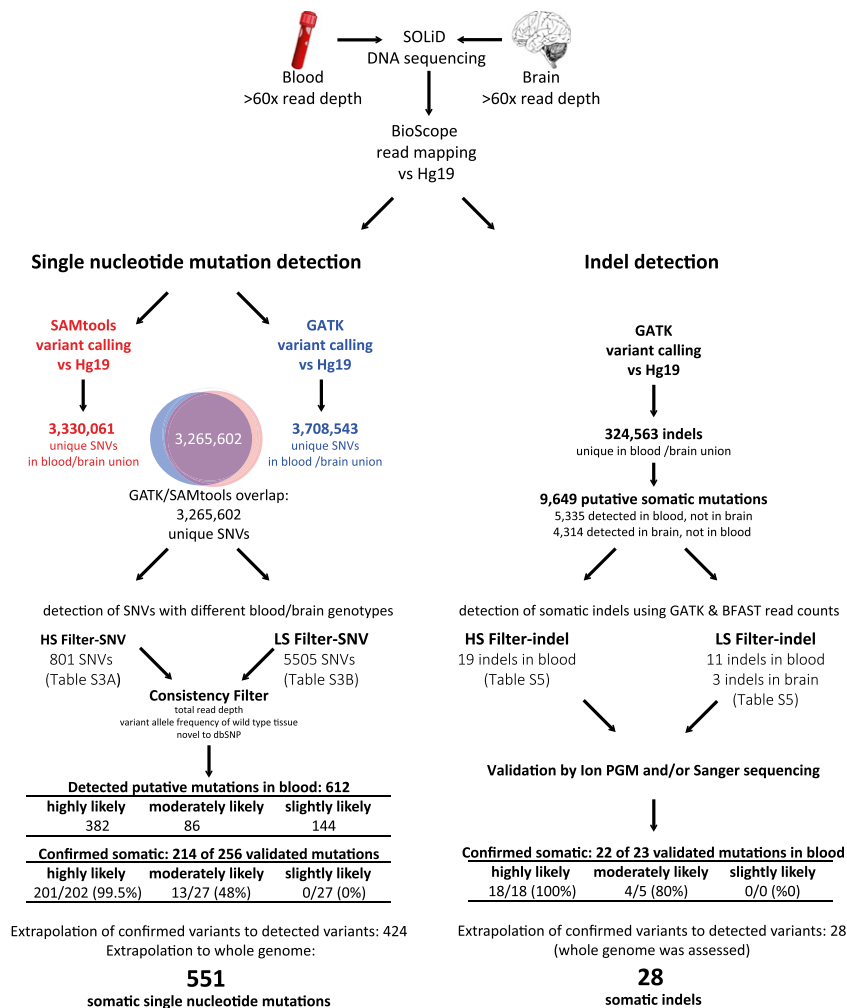 SOLiD
DNA sequencing
Blood
>60x read depth
Brain
>60x read depth
BioScope
read mapping
vs Hg19
Single nucleotide mutation detection
SAMtools
variant calling
vs Hg19
GATK
variant calling
vs Hg19
3,330,061
unique SNVs
in blood/brain union
3,265,602
3,708,543
unique SNVs
in blood /brain union
GATK/SAMtools overlap:
3,265,602
unique SNVs
detection of SNVs with different blood/brain genotypes
HS Filter-SNV
801 SNVs
(Table S3A)
LS Filter-SNV
5505 SNVs
(Table S3B)
Consistency Filter
total read depth
variant allele frequency of wild type tissue
novel to dbSNP
Detected putative mutations in blood: 612
highly likely moderately likely slightly likely
382 86 144
Confirmed somatic: 214 of 256 validated mutations
highly likely moderately likely slightly likely
201/202 (99.5%) 13/27 (48%) 0/27 (0%)
Extrapolation of confirmed variants to detected variants: 424
Extrapolation to whole genome:
551
somatic single nucleotide mutations
Indel detection
GATK
variant calling
vs Hg19
324,563 indels
unique in blood /brain union
9,649 putative somatic mutations
5,335 detected in blood, not in brain
4,314 detected in brain, not in blood
detection of somatic indels using GATK & BFAST read counts
HS Filter-indel
19 indels in blood
(Table S5)
LS Filter-indel
11 indels in blood
3 indels in brain
(Table S5)
Validation by Ion PGM and/or Sanger sequencing
Confirmed somatic: 22 of 23 validated mutations in blood
highly likely moderately likely slightly likely
18/18 (100%) 4/5 (80%) 0/0 (%0)
Extrapolation of confirmed variants to detected variants: 28
(whole genome was assessed)
28
somatic indels